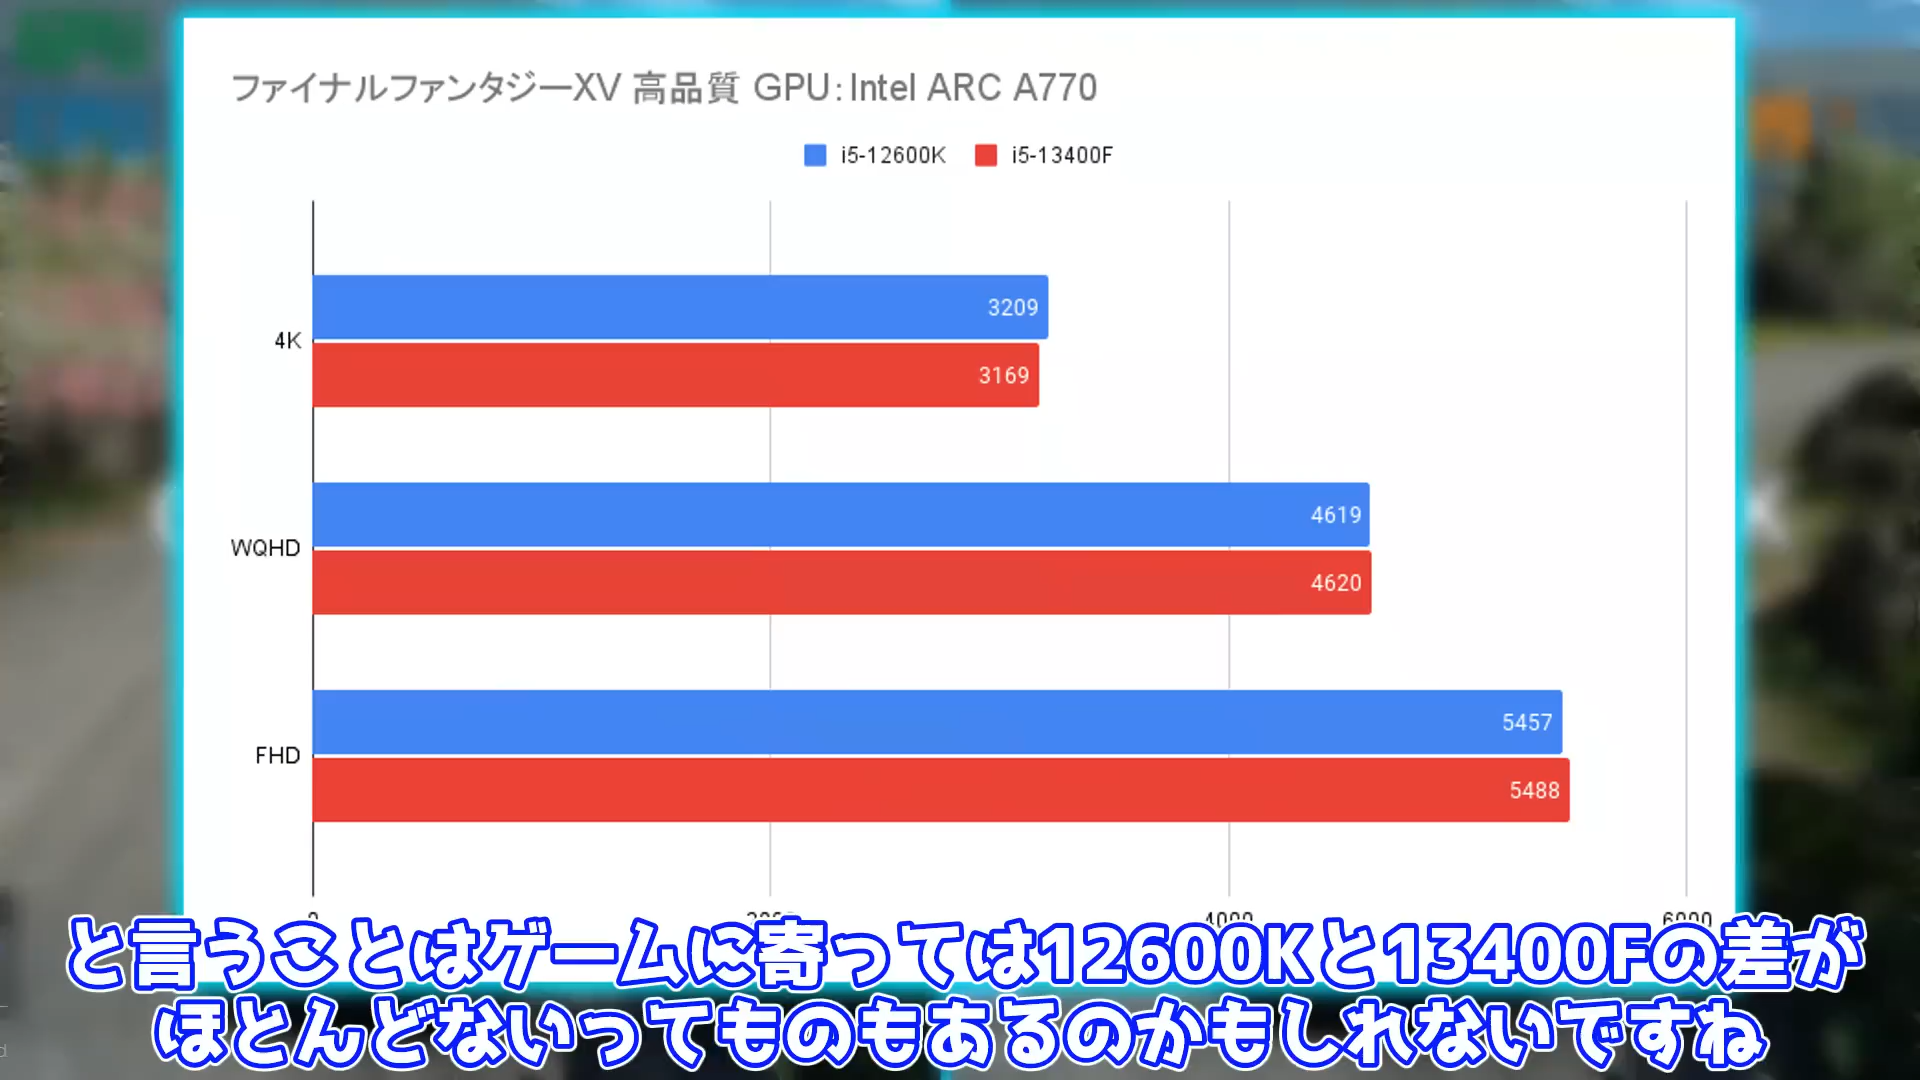 ファイナルファンタジーXV 高品質 GPU：Intel ARC A770
i5-12600K
i5-13400F
4K
3209
3169
WQHD
4619
4620
FHD
5457
5488
0
2000
4000
6000
と言うことはゲームに寄っては12600Kと13400Fの差が
ほとんどないってものもあるのかもしれないですね